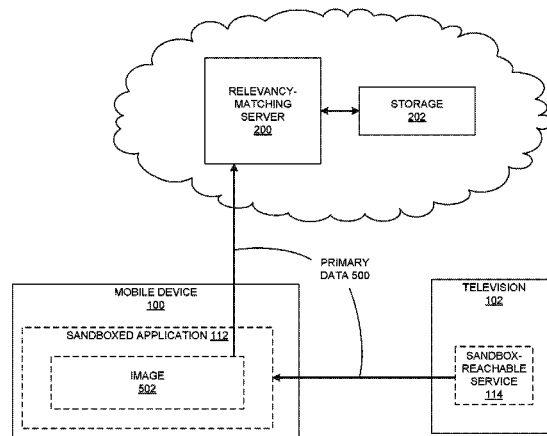 RELEVANCY-
MATCHING
SERVER
200
STORAGE
202
PRIMARY
DATA 500
MOBILE DEVICE
100
SANDBOXED APPLICATION 112
IMAGE
502
TELEVISION
102
SANDBOX-
REACHABLE
SERVICE
114